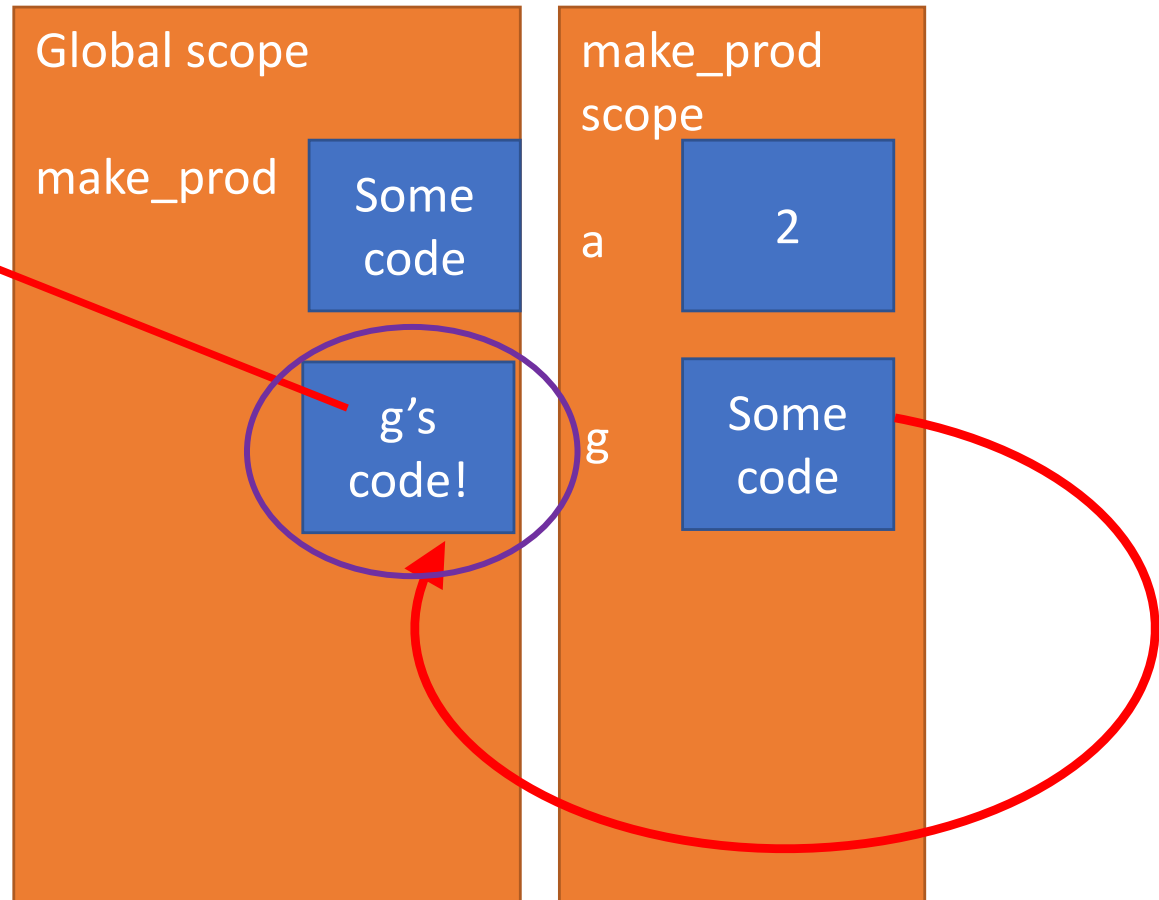 Global scope
make_prod
Some
code
g’s
code!
make_prod
scope
a
2
g
Some
code